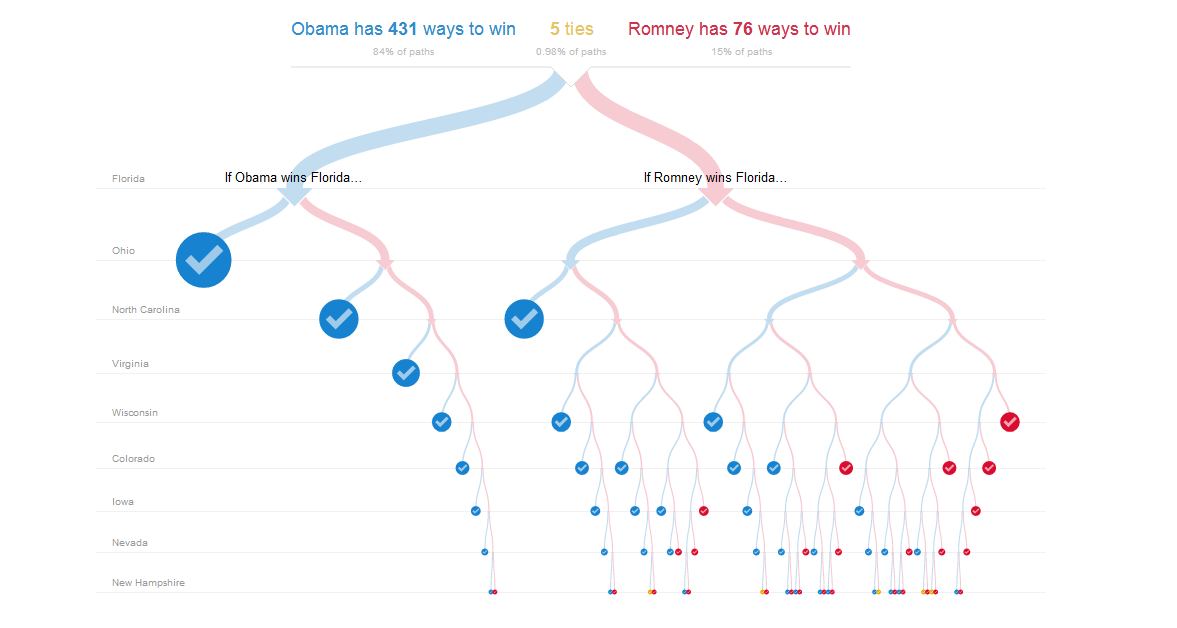 Obama has 431 ways to win
84% of paths
5 ties
0.98% of paths
Romney has 76 ways to win
15% of paths
If Obama wins Florida...
If Romney wins Florida...
Florida
Ohio
North Carolina
Virginia
Wisconsin
Colorado
Iowa
Nevada
New Hampshire